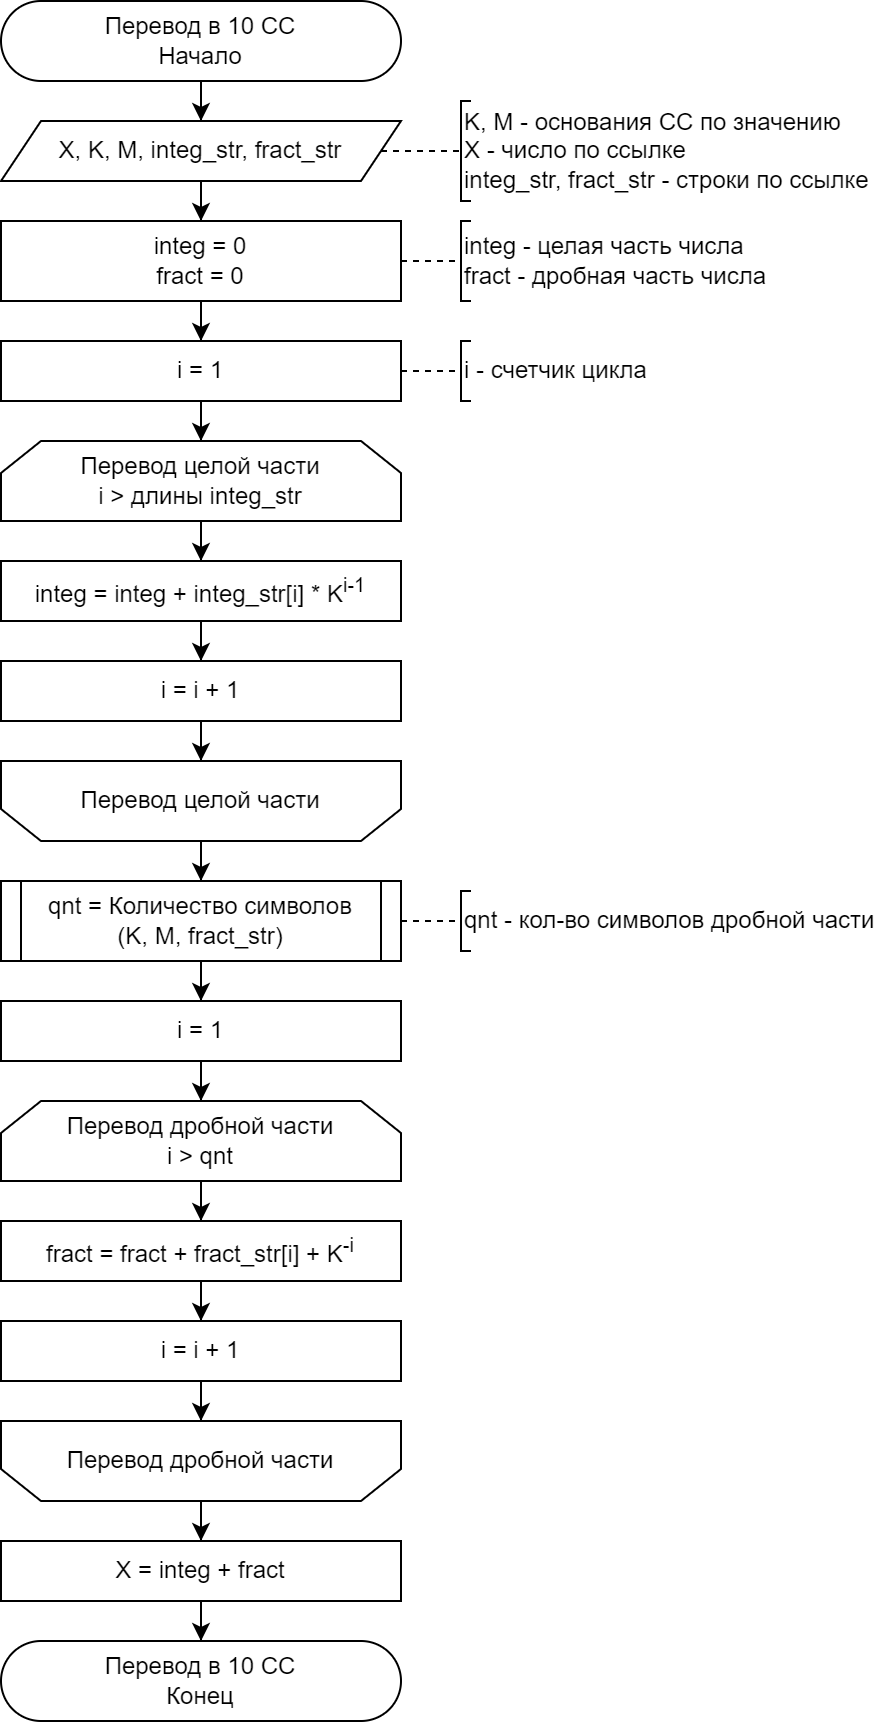 Перевод в 10 СС
Начало
X, K, M, integ_str, fract_str
K, M - основания СС по значению
X - число по ссылке
integ_str, fract_str - строки по ссылке
integ = 0
fract = 0
integ - целая часть числа
fract - дробная часть числа
i = 1
i - счетчик цикла
Перевод целой части
i > длины integ_str
integ = integ + integ_str[i] * K^{i-1}
i = i + 1
Перевод целой части
qnt = Количество символов
(K, M, fract_str)
qnt - кол-во символов дробной части
i = 1
Перевод дробной части
i > qnt
fract = fract + fract_str[i] + K^{-i}
i = i + 1
Перевод дробной части
X = integ + fract
Перевод в 10 СС
Конец